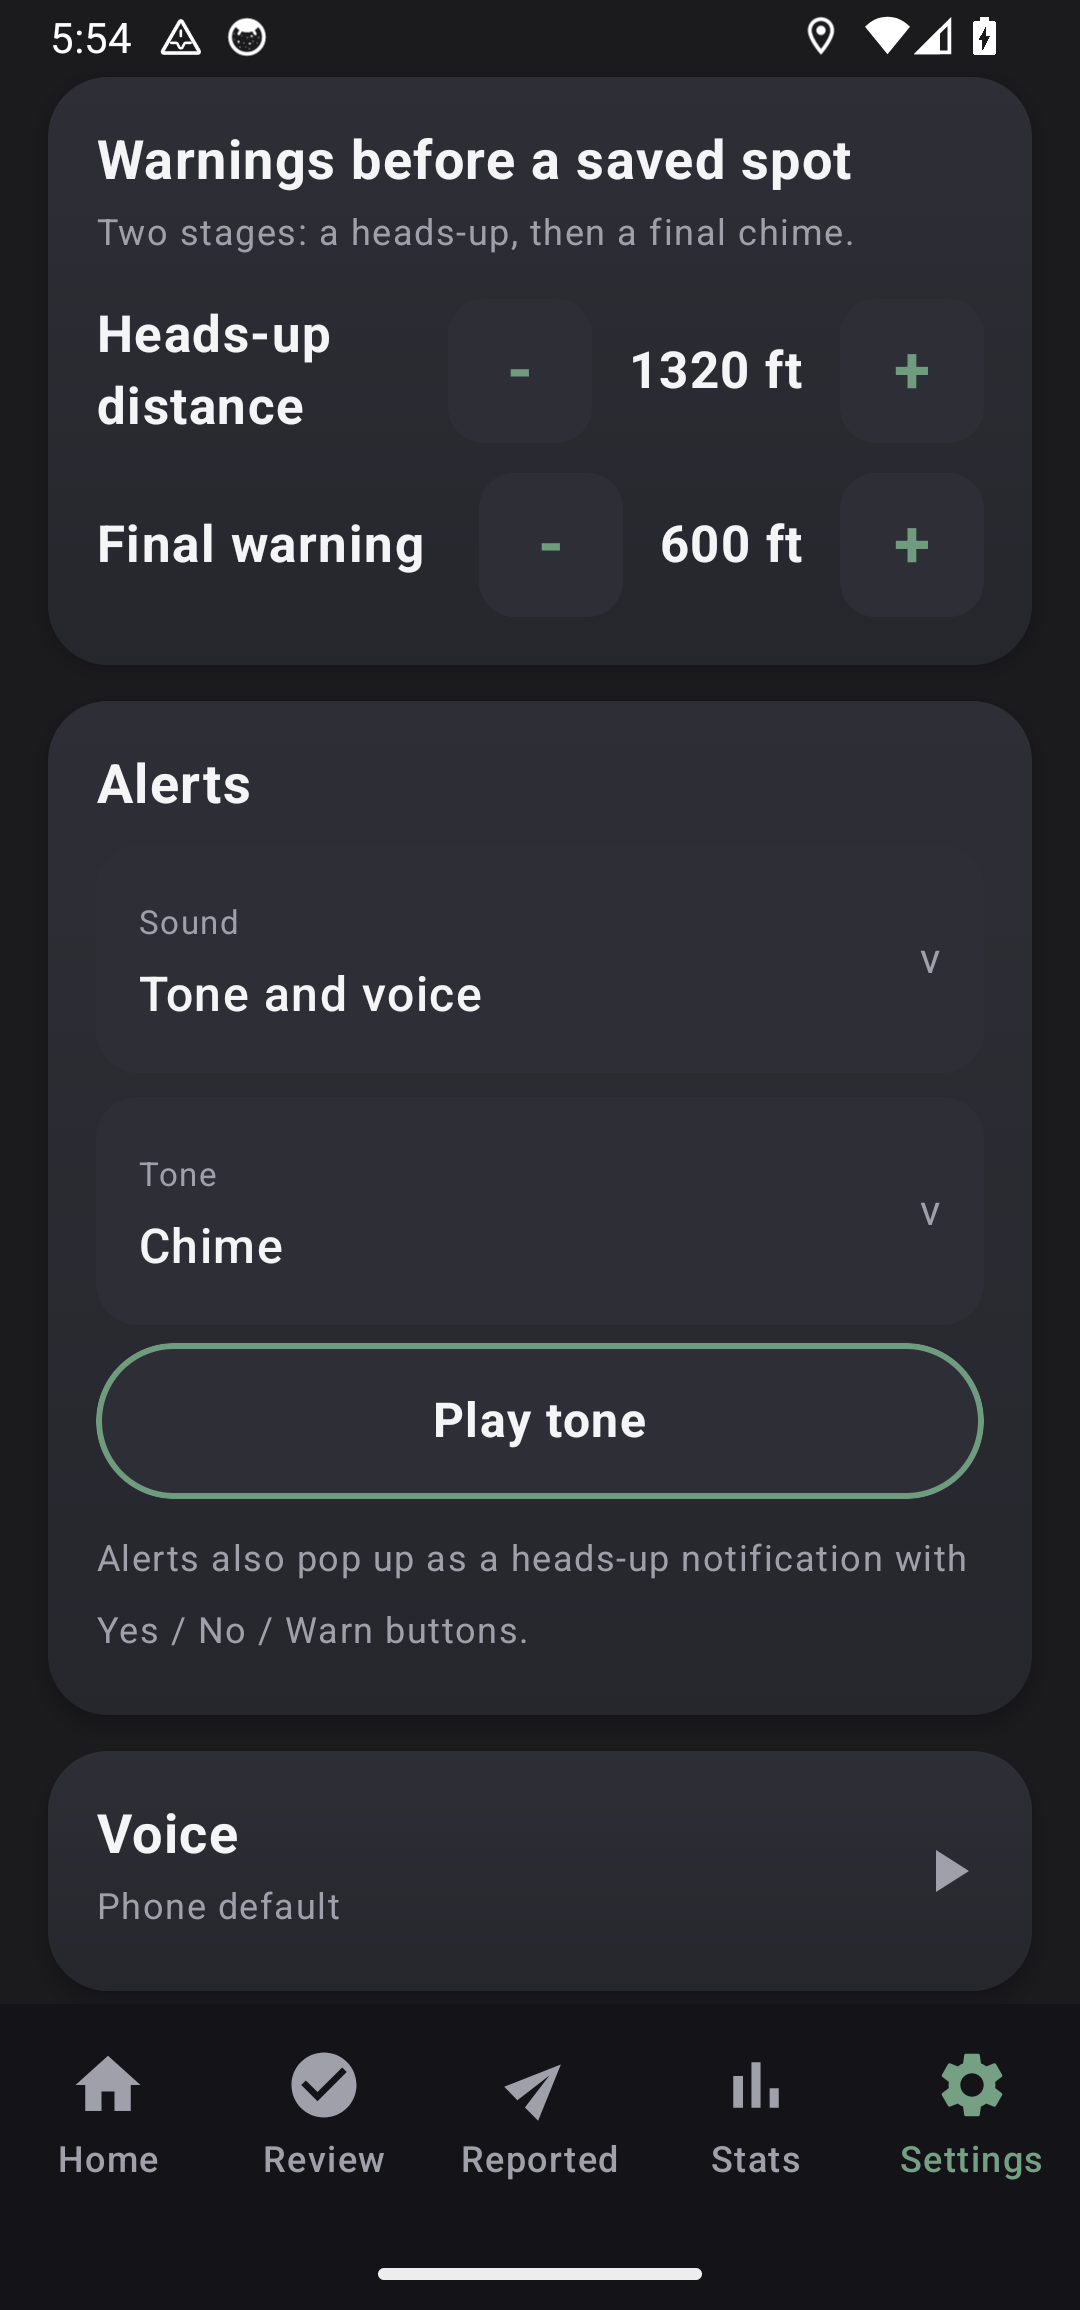 5:54
Warnings before a saved spot
Two stages: a heads-up, then a final chime.
Heads-up
distance
- 1320 ft +
Final warning - 600 ft +
Alerts
Sound
Tone and voice
v
Tone
Chime
v
Play tone
Alerts also pop up as a heads-up notification with
Yes / No / Warn buttons.
Voice
Phone default
Home Review Reported Stats Settings